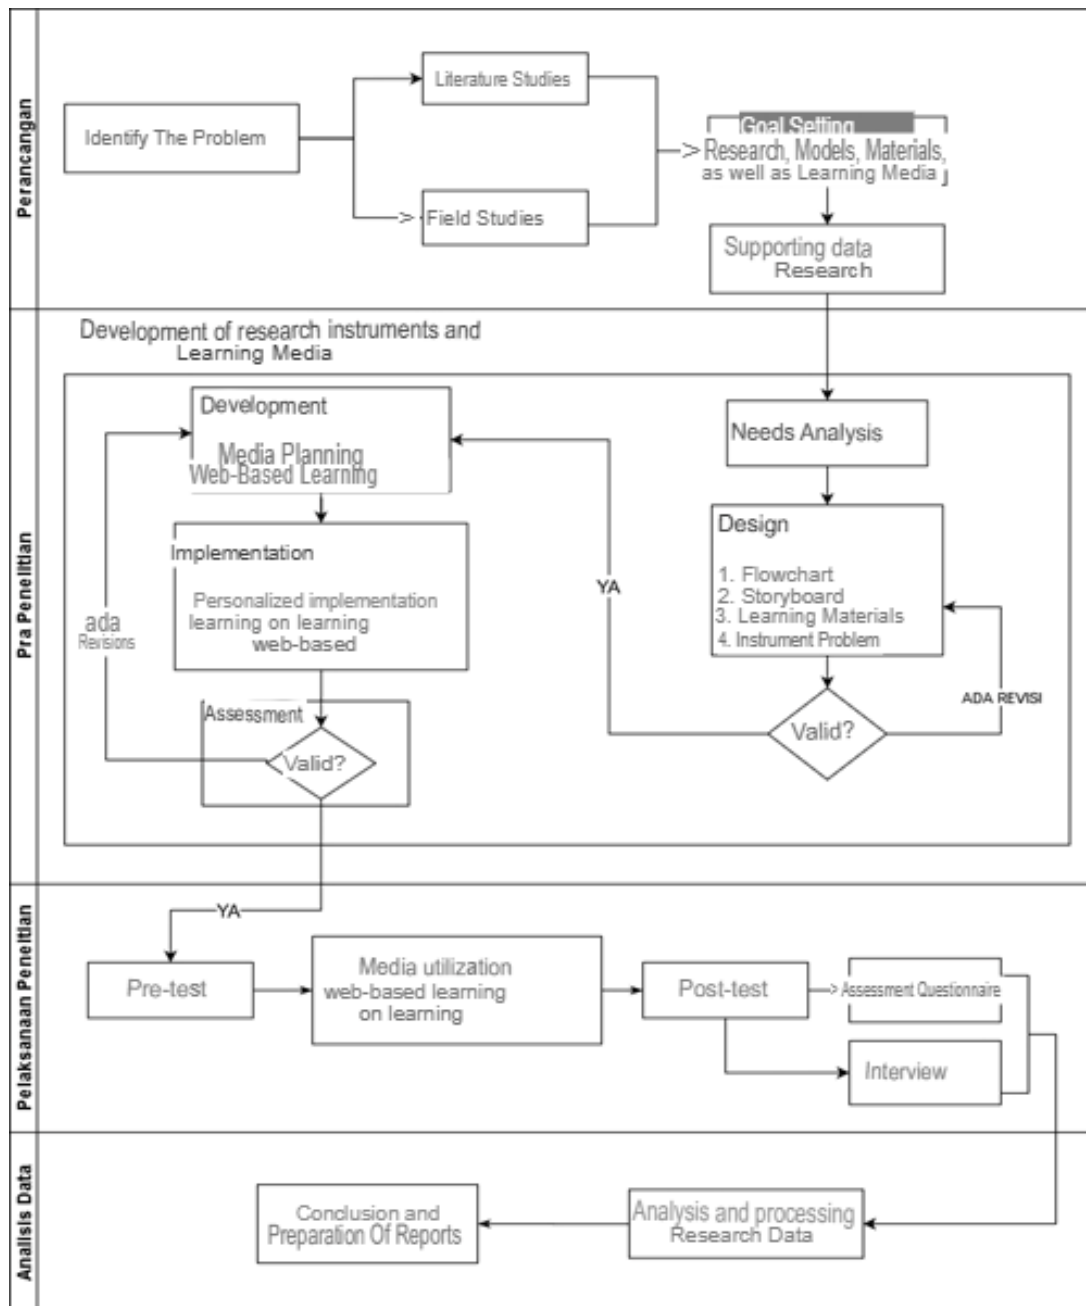 Perancangan
Identify The Problem
Literature Studies
Field Studies
Goal Setting
Research, Models, Materials,
as well as Learning Media
Supporting data
Research
Pra Penelitian
Development of research instruments and
Learning Media
Needs Analysis
Design
1. Flowchart
2. Storyboard
3. Learning Materials
4. Instrument Problem
Valid?
ADA REVISI
YA
Development
Media Planning
Web-Based Learning
Implementation
Personalized implementation
learning on learning
web-based
Assessment
Valid?
ada
Revisions
YA
Pelaksanaan Peneltian
Pre-test
Media utilization
web-based learning
on learning
Post-test
Assessment Questionnaire
Interview
Analisis Data
Analysis and processing
Research Data
Conclusion and
Preparation Of Reports